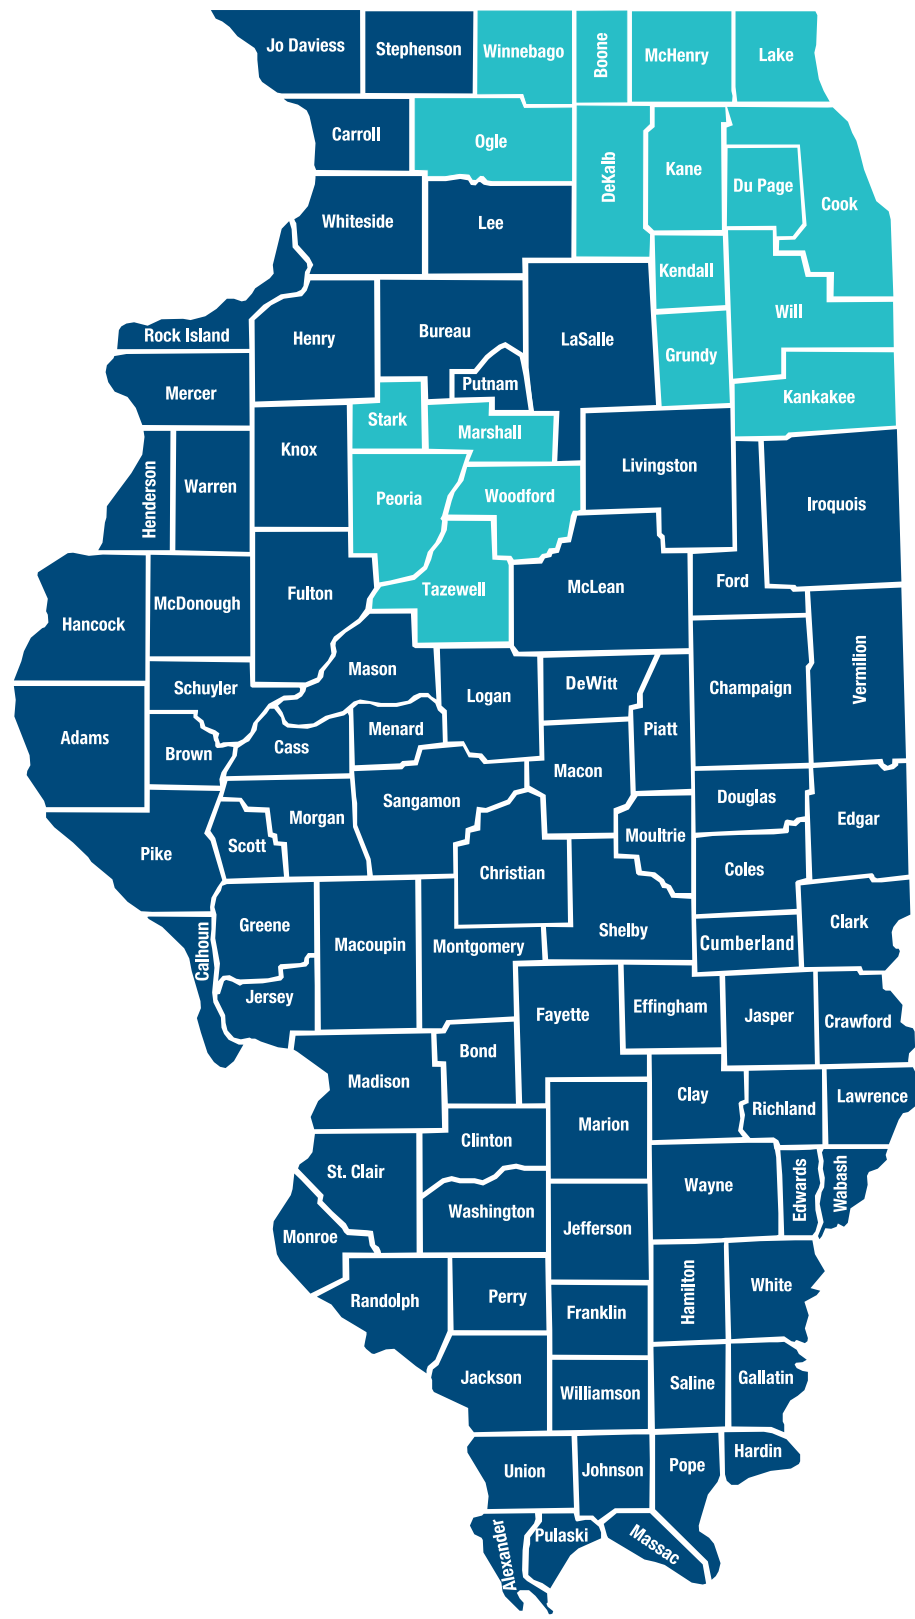 Jo Daviess
Stephenson
Winnebago
Boone
McHenry
Lake
Carroll
Ogle
DeKalb
Kane
Du Page
Cook
Whiteside
Lee
Kendall
Rock Island
Henry
Bureau
LaSalle
Will
Grundy
Putnam
Mercer
Kankakee
Stark
Marshall
Knox
Livingston
Henderson
Warren
Peoria
Woodford
Iroquois
Ford
Tazewell
McLean
Fulton
McDonough
Hancock
Vermilion
Mason
Schuyler
Logan
DeWitt
Champaign
Piatt
Adams
Brown
Cass
Menard
Macon
Sangamon
Douglas
Edgar
Morgan
Scott
Pike
Moultrie
Christian
Coles
Greene
Calhoun
Macoupin
Montgomery
Shelby
Cumberland
Clark
Jersey
Fayette
Effingham
Jasper
Crawford
Bond
Madison
Clay
Richland
Lawrence
Marion
Clinton
St. Clair
Wayne
Edwards
Wabash
Washington
Jefferson
Monroe
Randolph
Perry
Franklin
Hamilton
White
Jackson
Williamson
Saline
Gallatin
Union
Johnson
Pope
Hardin
Alexander
Pulaski
Massac